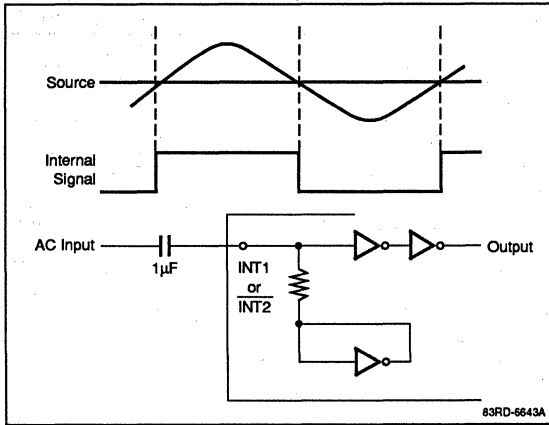 Source
Internal
Signal
AC Input
1µF
INT1
or
INT2
Output
83RD-6643A